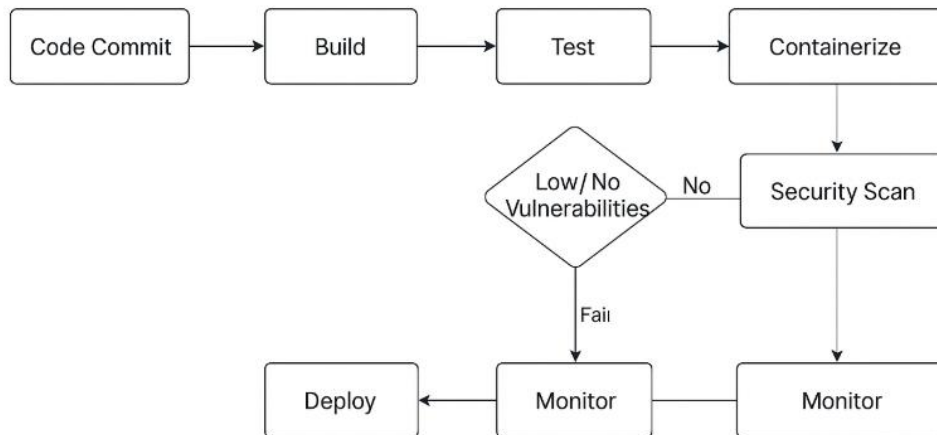 Code Commit
Build
Test
Containerize
Low/No
Vulnerabilities
No
Security Scan
Fail
Deploy
Monitor
Monitor